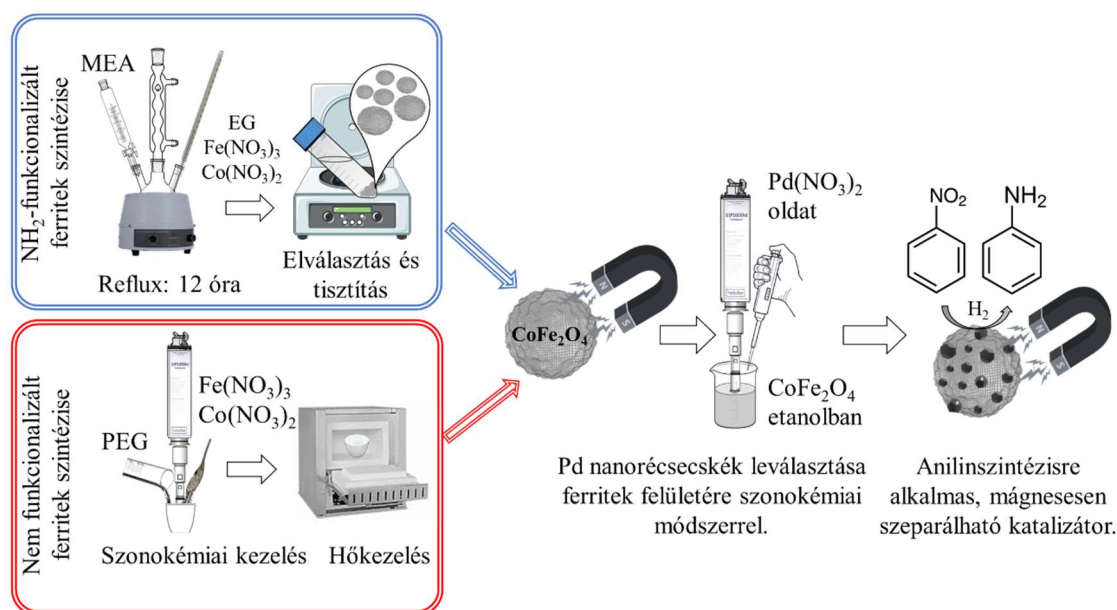 NH₂-funkcionalizált
ferritek szintézise
MEA
EG
Fe(NO₃)₃
Co(NO₃)₂
Reflux: 12 óra
Elválasztás és
tisztítás
Nem funkcionalizált
ferritek szintézise
PEG
Fe(NO₃)₃
Co(NO₃)₂
Szonokémiai kezelés
Hőkezelés
CoFe₂O₄
N
S
Pd(NO₃)₂
oldat
CoFe₂O₄
etanolban
Pd nanorécsecskék leválasztása
ferritek felületére szonokémiai
módszerrel.
NO₂
NH₂
H₂
N
S
Anilinszintézisre
alkalmas, mágnesesen
szeparálható katalizátor.